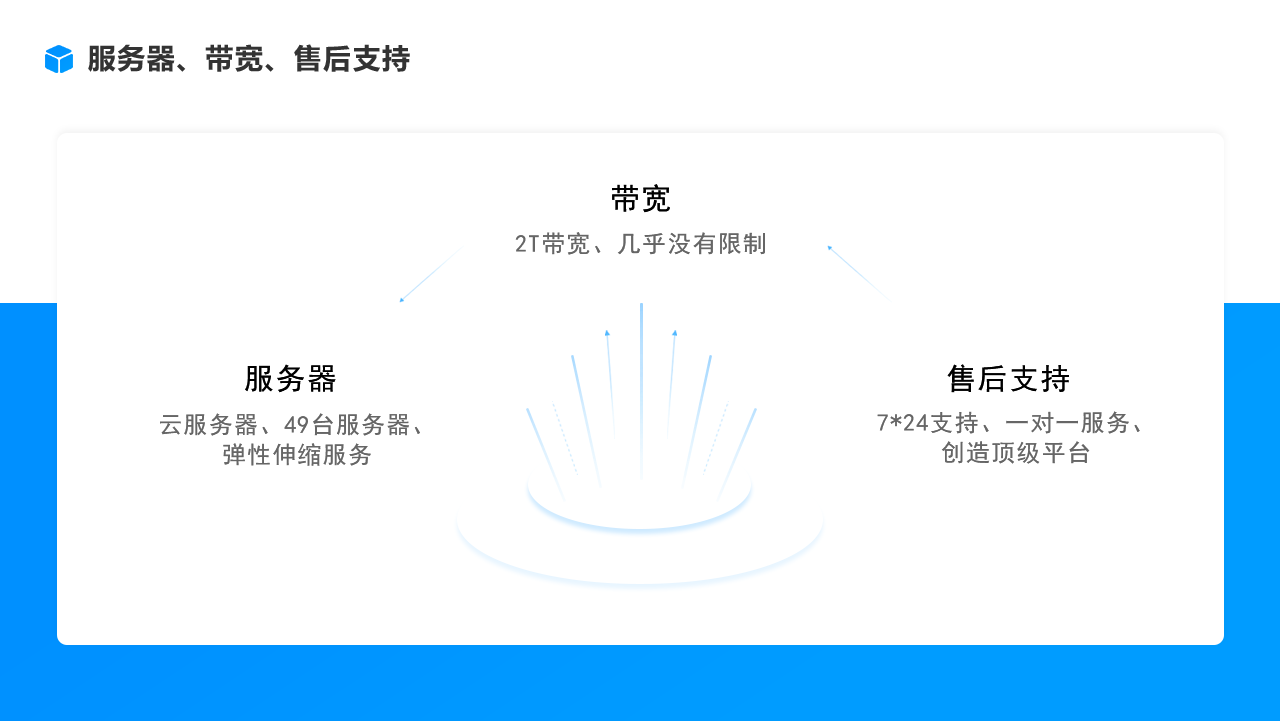 服务器、带宽、售后支持
带宽
2T带宽、几乎没有限制
服务器
云服务器、49台服务器、
弹性伸缩服务
售后支持
7*24支持、一对一服务、
创造顶级平台